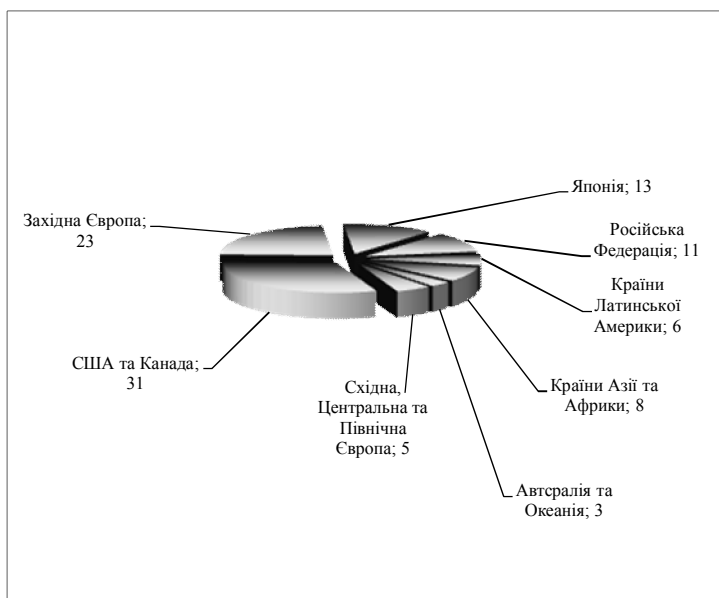 Японія; 13
Російська
Федерація; 11
Країни
Латинської
Америки; 6
Країни Азії та
Африки; 8
Автсралія та
Океанія; 3
Східна,
Центральна та
Північна
Європа; 5
США та Канада;
31
Західна Європа;
23